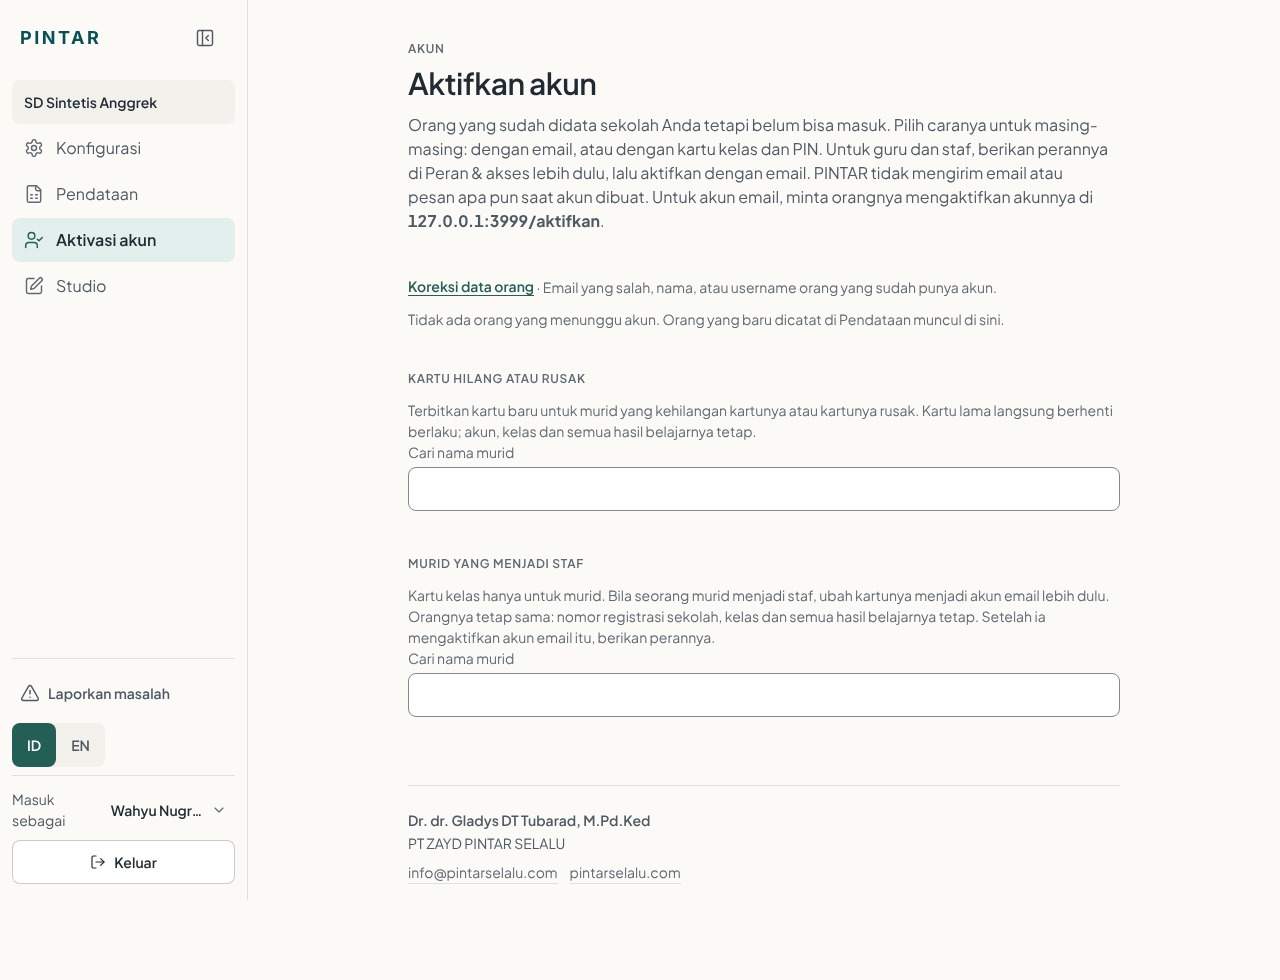 PINTAR
SD Sintetis Anggrek
Konfigurasi
Pendataan
Aktivasi akun
Studio
Laporkan masalah
ID
EN
Masuk
sebagai
Wahyu Nugr…
Keluar
AKUN
Aktifkan akun
Orang yang sudah didata sekolah Anda tetapi belum bisa masuk. Pilih caranya untuk masing-
masing: dengan email, atau dengan kartu kelas dan PIN. Untuk guru dan staf, berikan perannya
di Peran & akses lebih dulu, lalu aktifkan dengan email. PINTAR tidak mengirim email atau
pesan apa pun saat akun dibuat. Untuk akun email, minta orangnya mengaktifkan akunnya di
127.0.0.1:3999/aktifkan.
Koreksi data orang · Email yang salah, nama, atau username orang yang sudah punya akun.
Tidak ada orang yang menunggu akun. Orang yang baru dicatat di Pendataan muncul di sini.
KARTU HILANG ATAU RUSAK
Terbitkan kartu baru untuk murid yang kehilangan kartunya atau kartunya rusak. Kartu lama langsung berhenti
berlaku; akun, kelas dan semua hasil belajarnya tetap.
Cari nama murid
MURID YANG MENJADI STAF
Kartu kelas hanya untuk murid. Bila seorang murid menjadi staf, ubah kartunya menjadi akun email lebih dulu.
Orangnya tetap sama: nomor registrasi sekolah, kelas dan semua hasil belajarnya tetap. Setelah ia
mengaktifkan akun email itu, berikan perannya.
Cari nama murid
Dr. dr. Gladys DT Tubarad, M.Pd.Ked
PT ZAYD PINTAR SELALU
info@pintarselalu.com pintarselalu.com